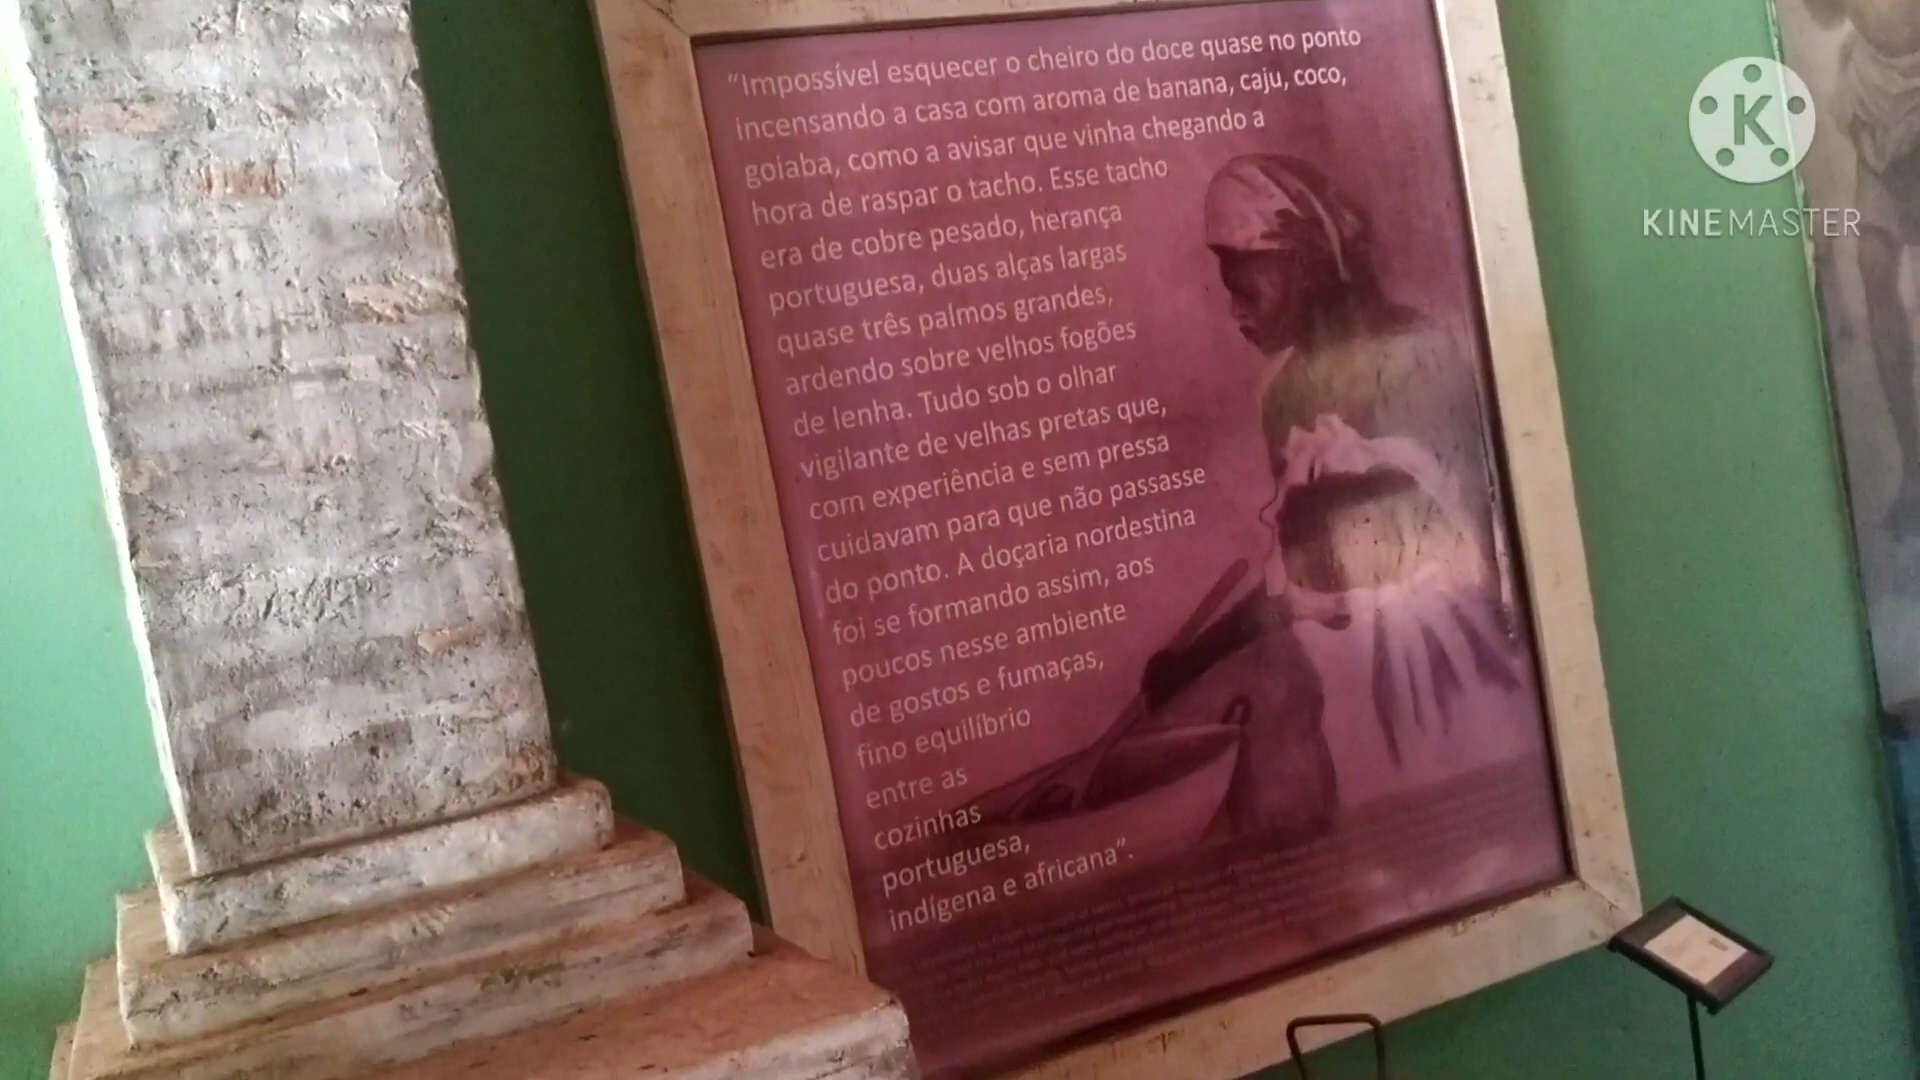 “Impossível esquecer o cheiro do doce quase no ponto
incensando a casa com aroma de banana, caju, coco,
goiaba, como a avisar que vinha chegando a
hora de raspar o tacho. Esse tacho
era de cobre pesado, herança
portuguesa, duas alças largas
quase três palmos grandes,
ardendo sobre velhos fogões
de lenha. Tudo sob o olhar
vigilante de velhas pretas que,
com experiência e sem pressa
cuidavam para que não passasse
do ponto. A doçaria nordestina
foi se formando assim, aos
poucos nesse ambiente
de gostos e fumaças,
fino equilíbrio
entre as
cozinhas
portuguesa,
indígena e africana”.
K
KINEMASTER